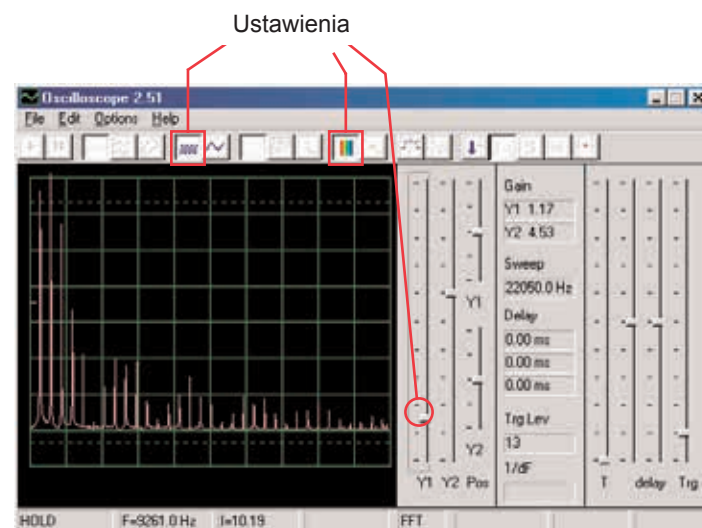 Ustawienia
Oscilloscope 2.51
File Edit Options Help
Gain
Y1 1.17
Y2 4.53
Sweep
22050.0 Hz
Y1
Delay
0.00 ms
0.00 ms
0.00 ms
Trg Lev
13
Y2
1/dF
Y1 Y2 Pos
T delay Trg
HOLD F=9261.0 Hz I=10.19 FFT